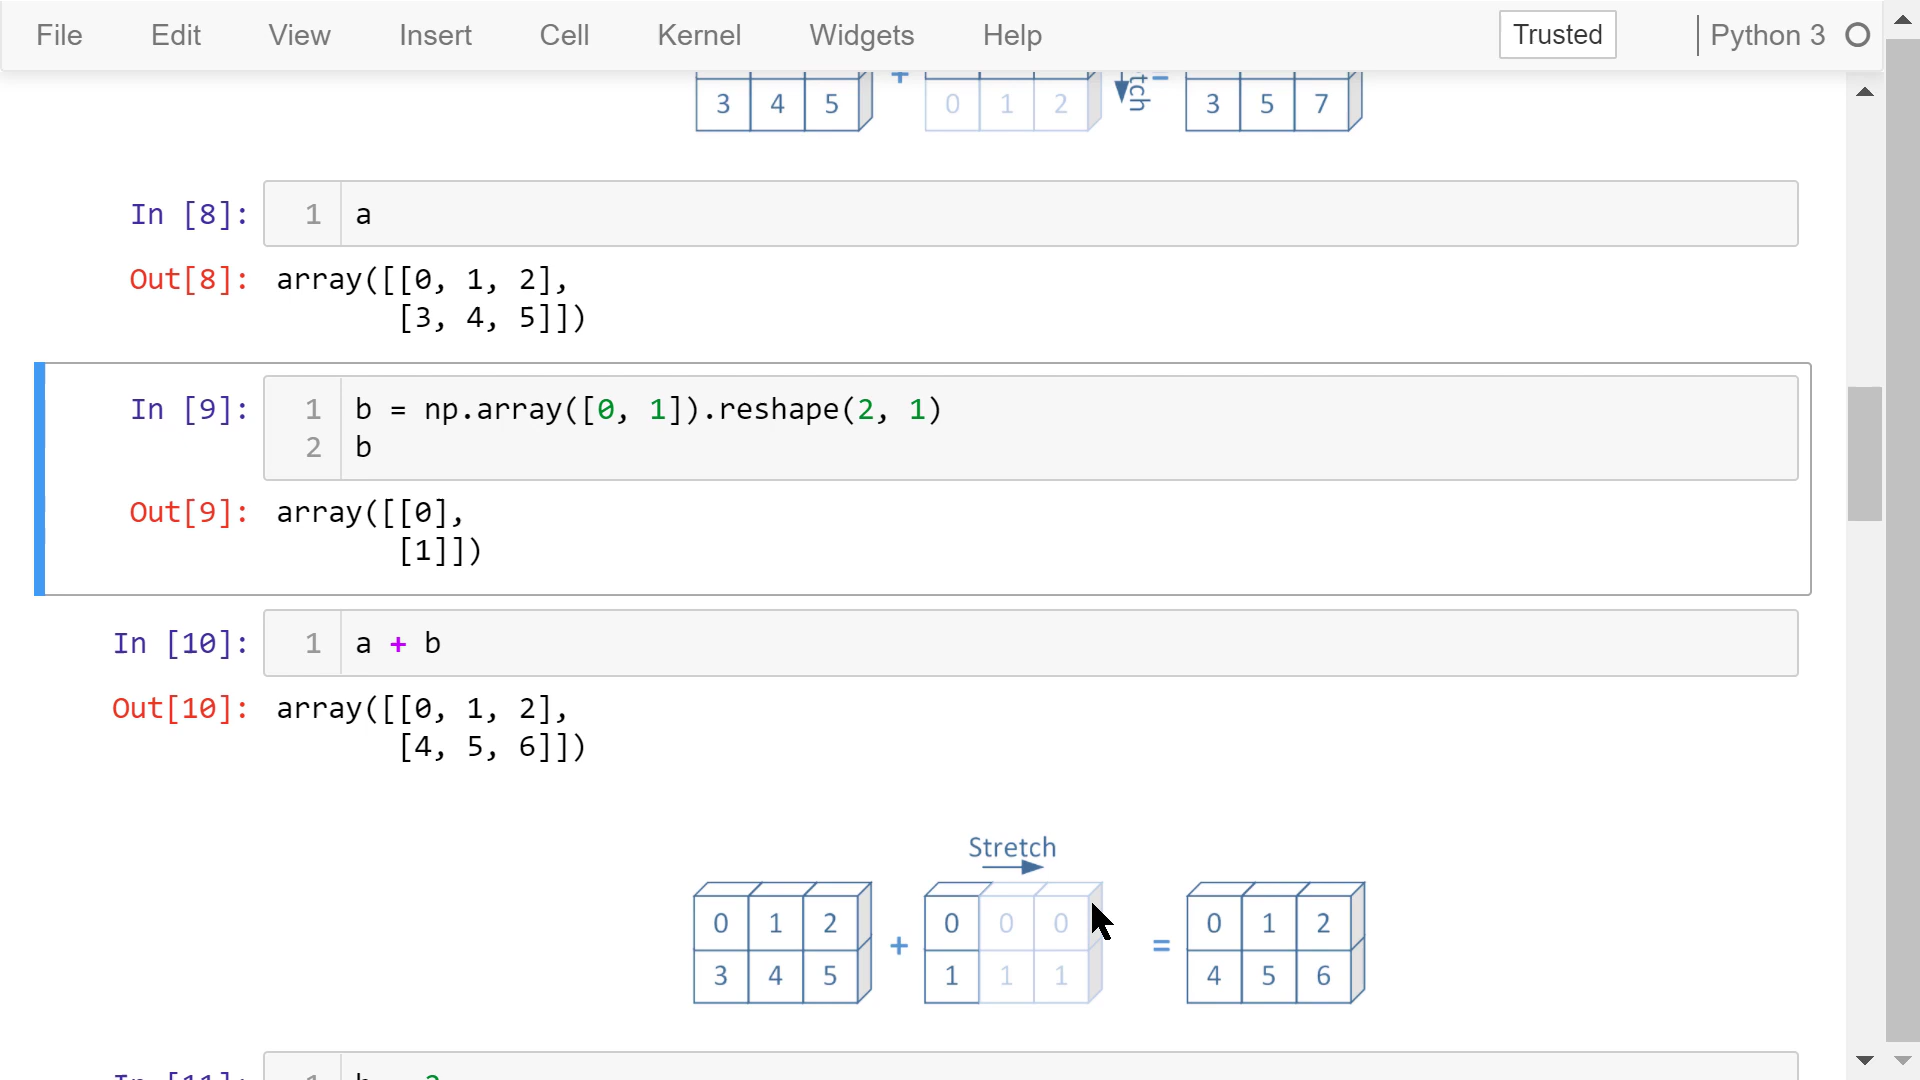 File Edit View Insert Cell Kernel Widgets Help Trusted Python 3
3 4 5 + 0 1 2 tch = 3 5 7
In [8]: 1 a
Out[8]: array([[0, 1, 2],
[3, 4, 5]])
In [9]: 1 b = np.array([0, 1]).reshape(2, 1)
2 b
Out[9]: array([[0],
[1]])
In [10]: 1 a + b
Out[10]: array([[0, 1, 2],
[4, 5, 6]])
Stretch
0 1 2 0 0 0 0 1 2
+ =
3 4 5 1 1 1 4 5 6